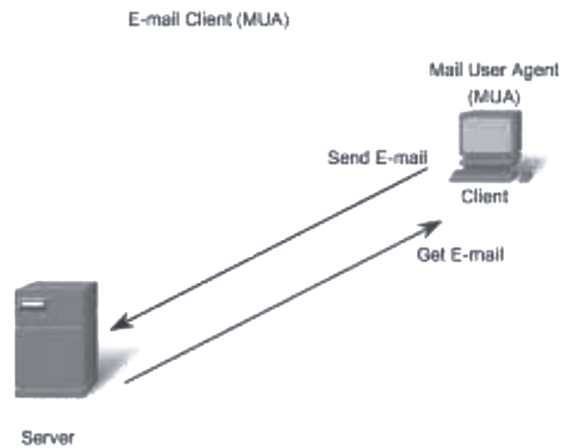 E-mail Client (MUA)
Mail User Agent
(MUA)
Send E-mail
Client
Get E-mail
Server